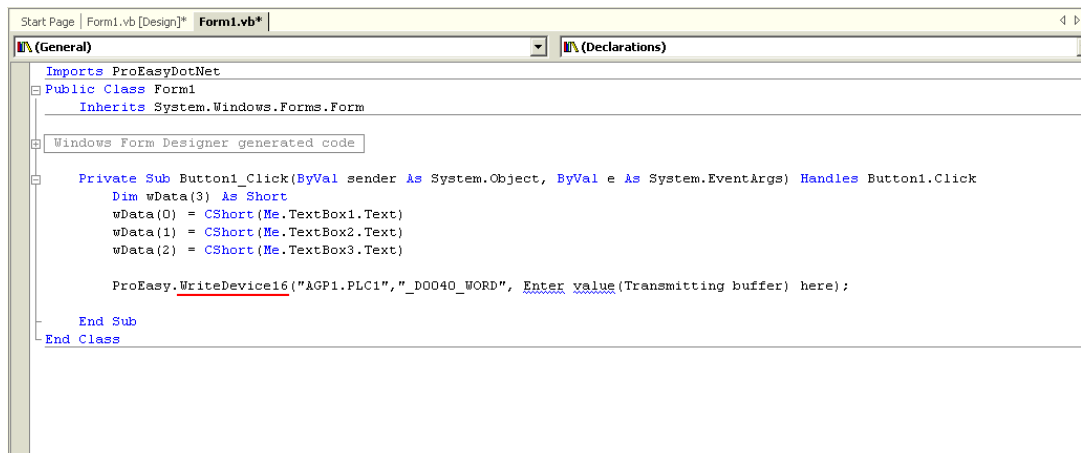 Start Page Form1.vb [Design]* Form1.vb*
(General) (Declarations)
Imports ProEasyDotNet
Public Class Form1
Inherits System.Windows.Forms.Form
Windows Form Designer generated code
Private Sub Button1_Click(ByVal sender As System.Object, ByVal e As System.EventArgs) Handles Button1.Click
Dim wData(3) As Short
wData(0) = CShort(Me.TextBox1.Text)
wData(1) = CShort(Me.TextBox2.Text)
wData(2) = CShort(Me.TextBox3.Text)
ProEasy.WriteDevice16("AGP1.PLC1","_D0040_WORD", Enter value(Transmitting buffer) here);
End Sub
End Class